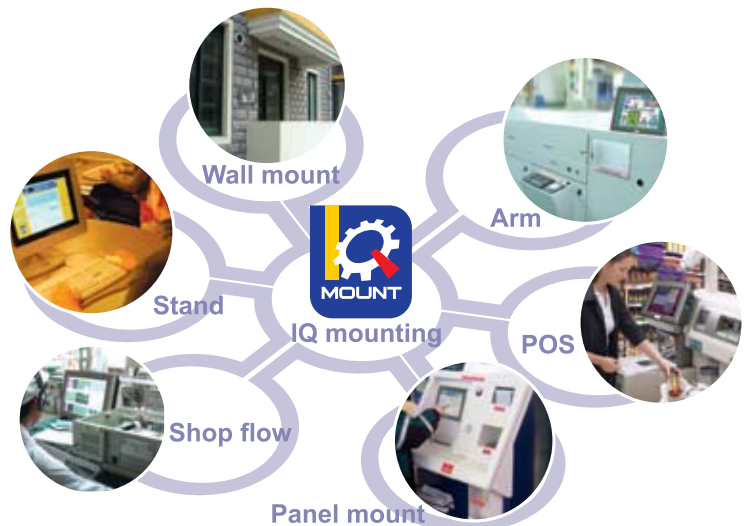 Wall mount
Arm
Stand
MOUNT
IQ mounting
POS
Shop flow
Panel mount